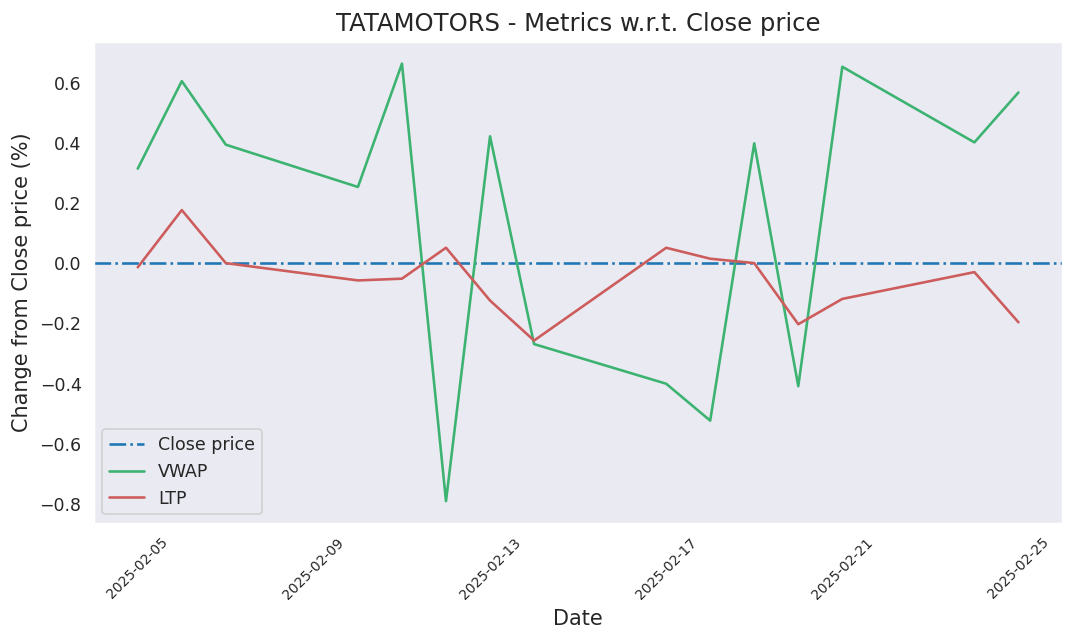 TATAMOTORS - Metrics w.r.t. Close price
Change from Close price (%)
0.6
0.4
0.2
0.0
−0.2
−0.4
−0.6
−0.8
Close price
VWAP
LTP
2025-02-05
2025-02-09
2025-02-13
2025-02-17
2025-02-21
2025-02-25
Date